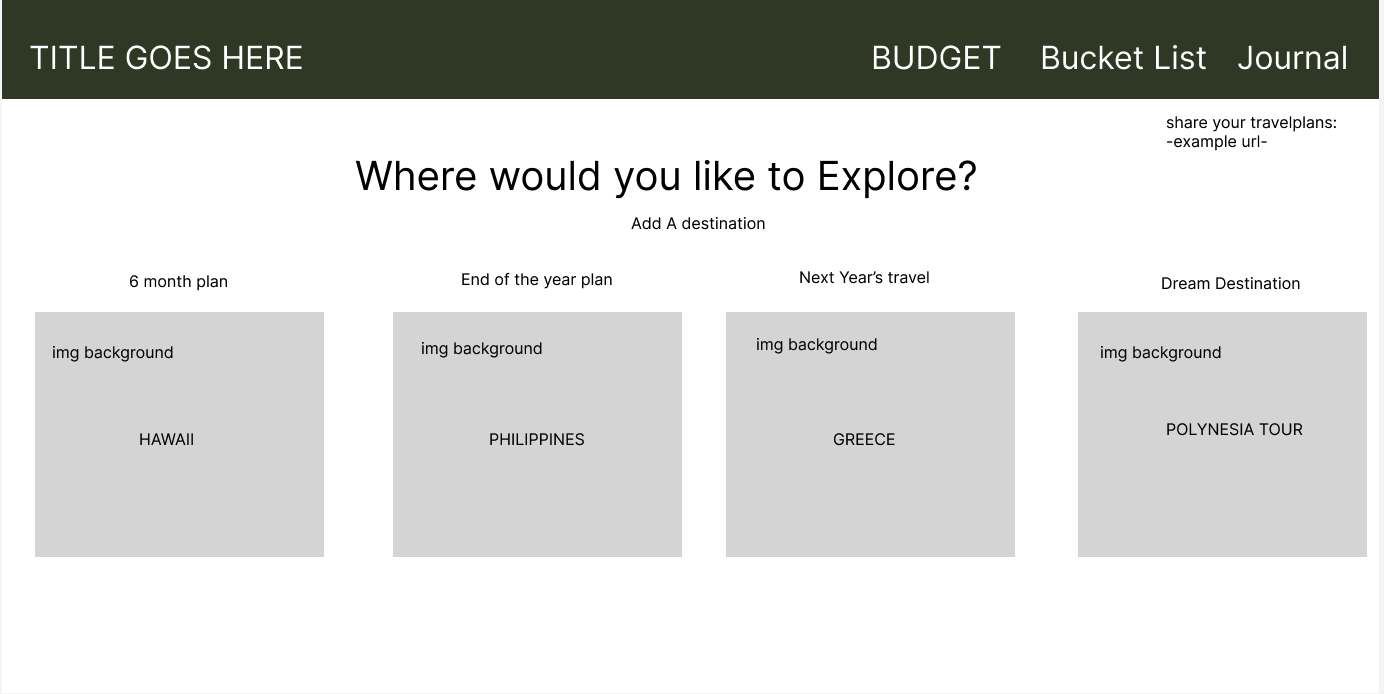 TITLE GOES HERE
BUDGET
Bucket List
Journal
share your travelplans:
-example url-
Where would you like to Explore?
Add A destination
6 month plan
End of the year plan
Next Year’s travel
Dream Destination
img background
img background
img background
img background
HAWAII
PHILIPPINES
GREECE
POLYNESIA TOUR